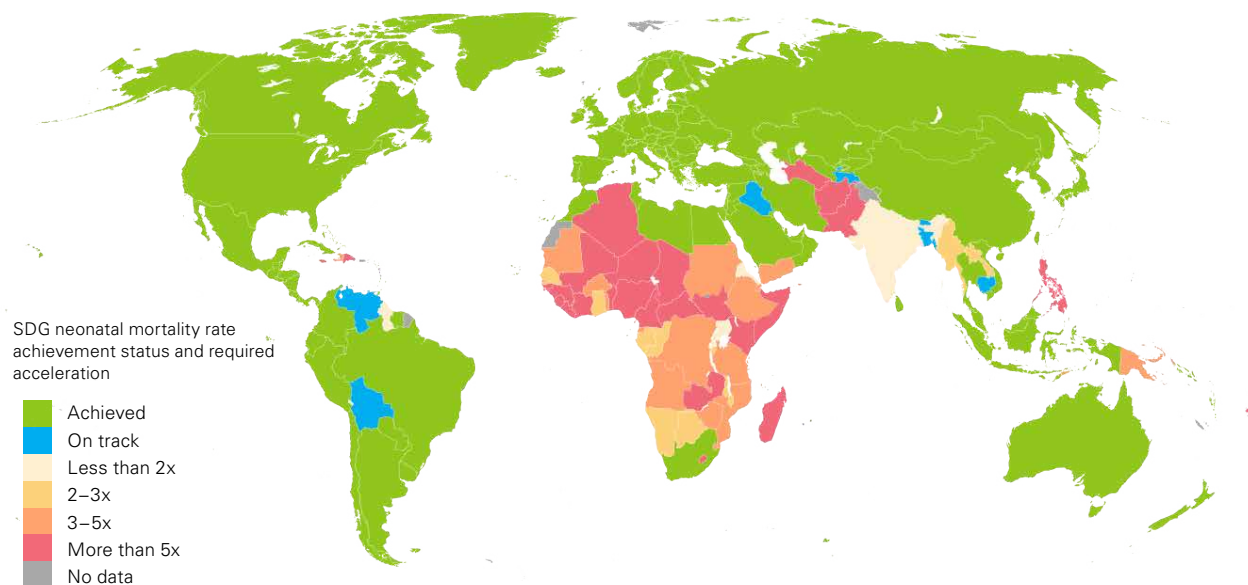 SDG neonatal mortality rate
achievement status and required
acceleration
Achieved
On track
Less than 2x
2–3x
3–5x
More than 5x
No data